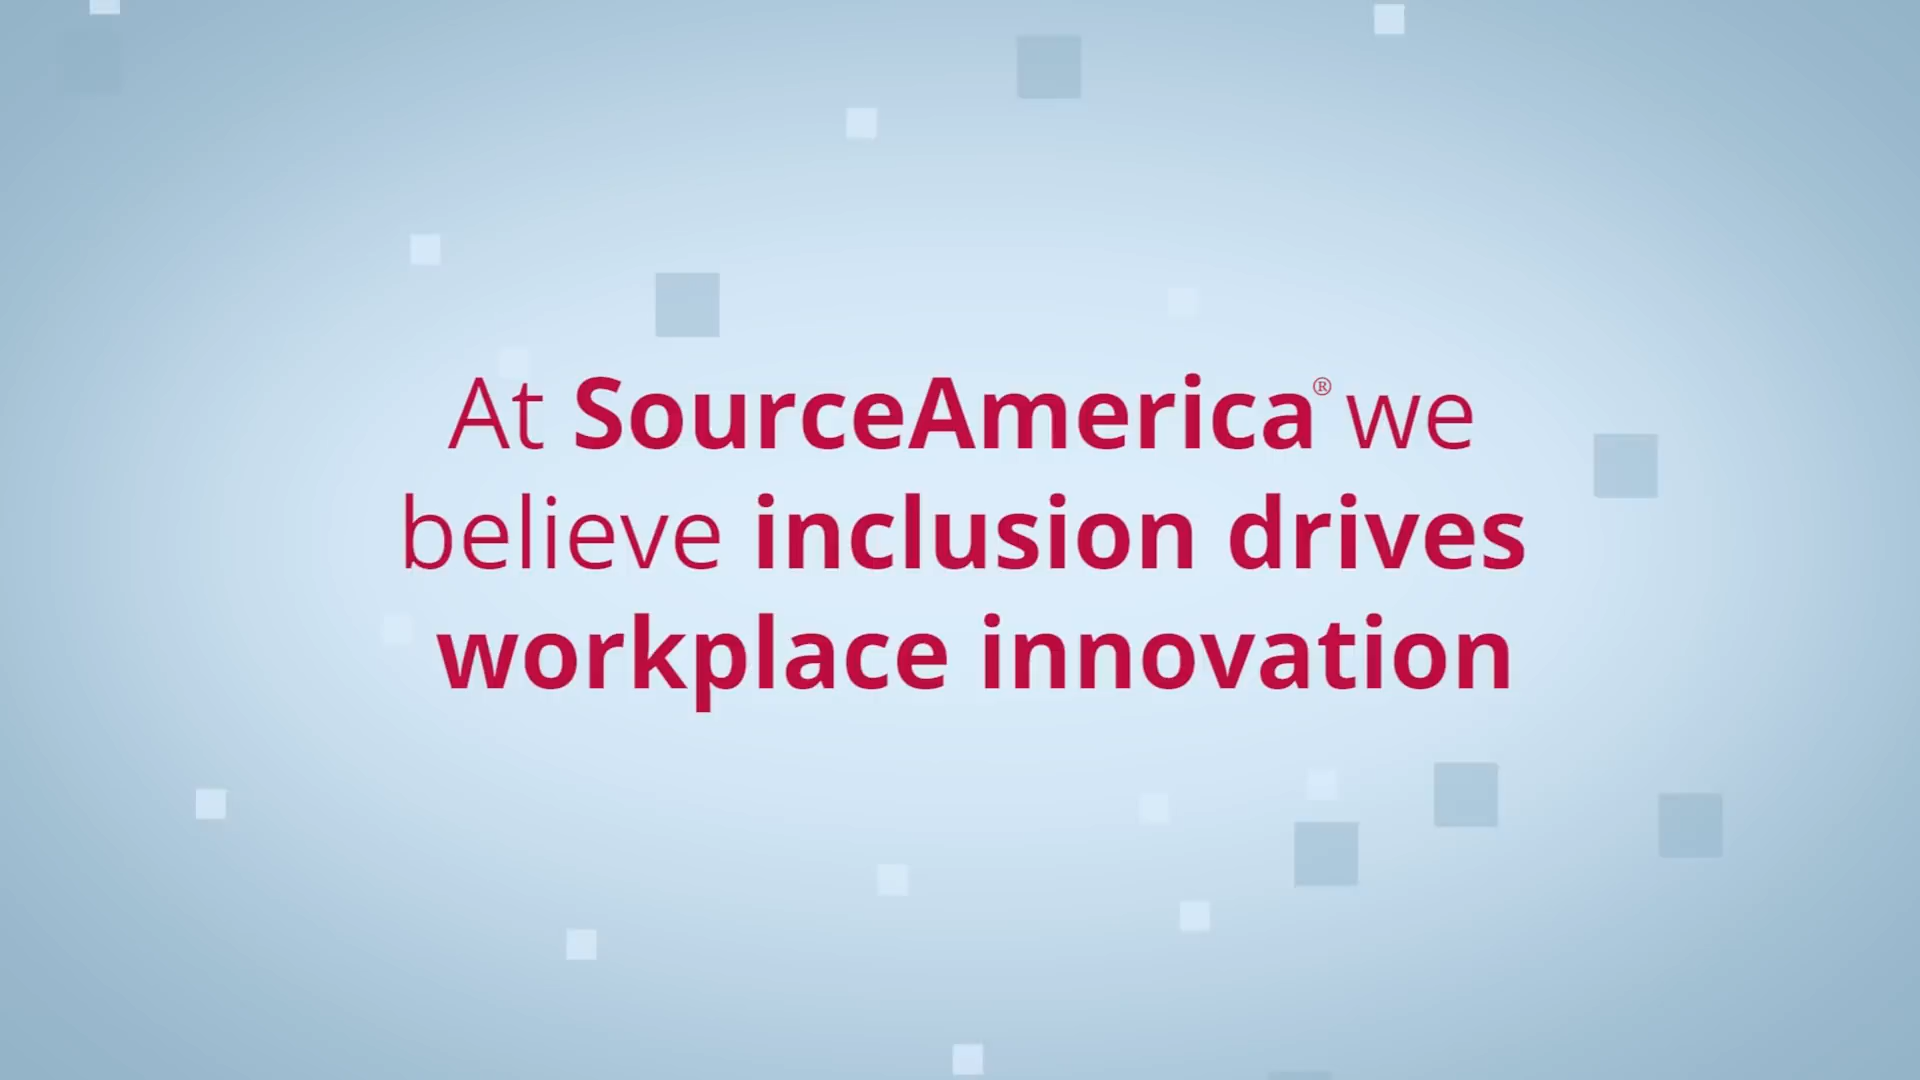 At SourceAmerica® we
believe inclusion drives
workplace innovation